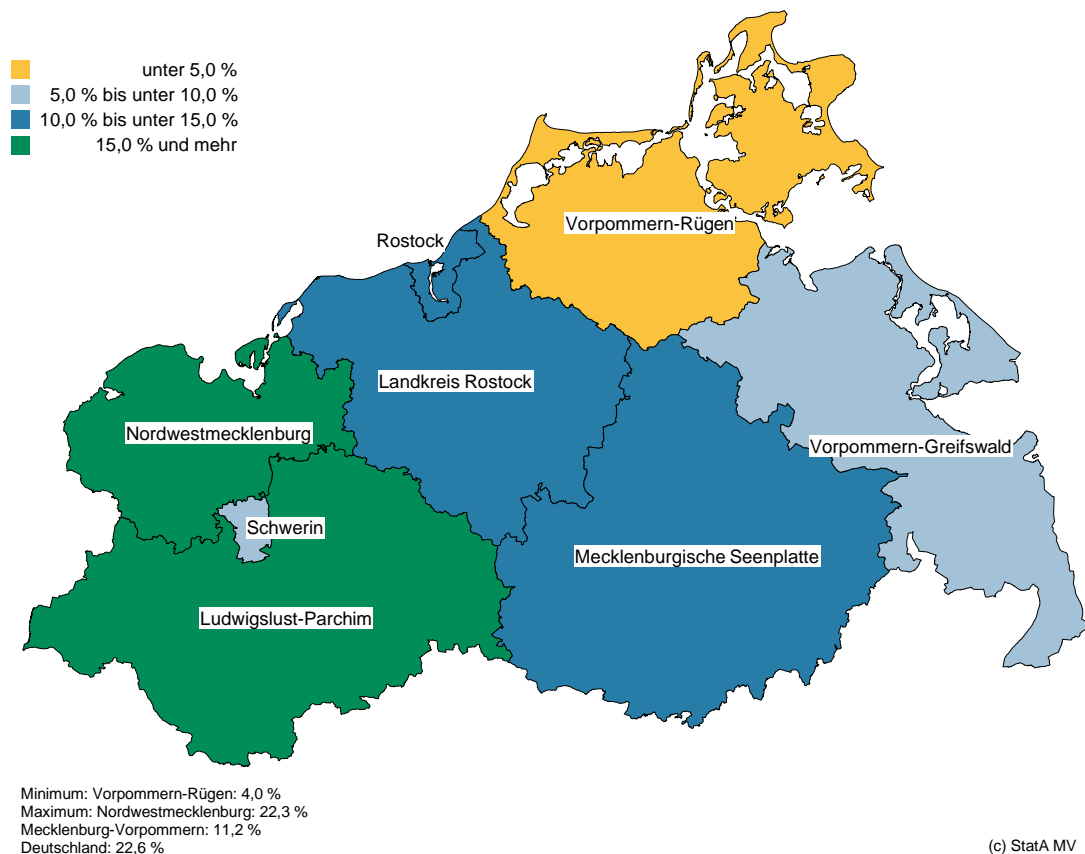 unter 5,0 %
5,0 % bis unter 10,0 %
10,0 % bis unter 15,0 %
15,0 % und mehr
Vorpommern-Rügen
Rostock
Landkreis Rostock
Nordwestmecklenburg
Vorpommern-Greifswald
Schwerin
Mecklenburgische Seenplatte
Ludwigslust-Parchim
Minimum: Vorpommern-Rügen: 4,0 %
Maximum: Nordwestmecklenburg: 22,3 %
Mecklenburg-Vorpommern: 11,2 %
Deutschland: 22,6 %
(c) StatA MV